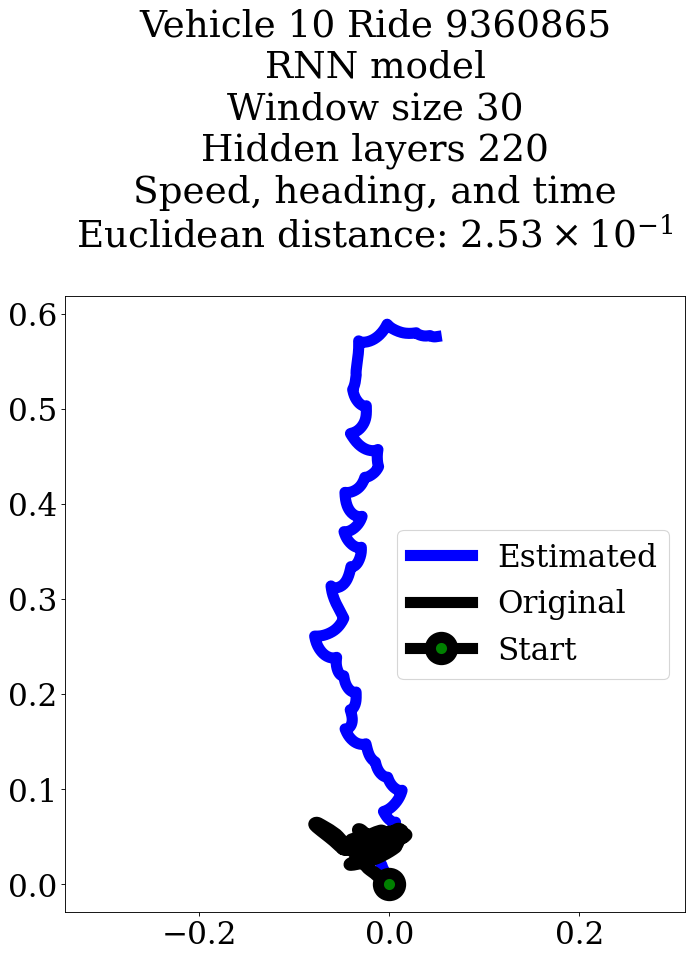 Vehicle 10 Ride 9360865
RNN model
Window size 30
Hidden layers 220
Speed, heading, and time
Euclidean distance: 2.53 × 10⁻¹
0.6
0.5
0.4
0.3
0.2
0.1
0.0
Estimated
Original
Start
−0.2 0.0 0.2